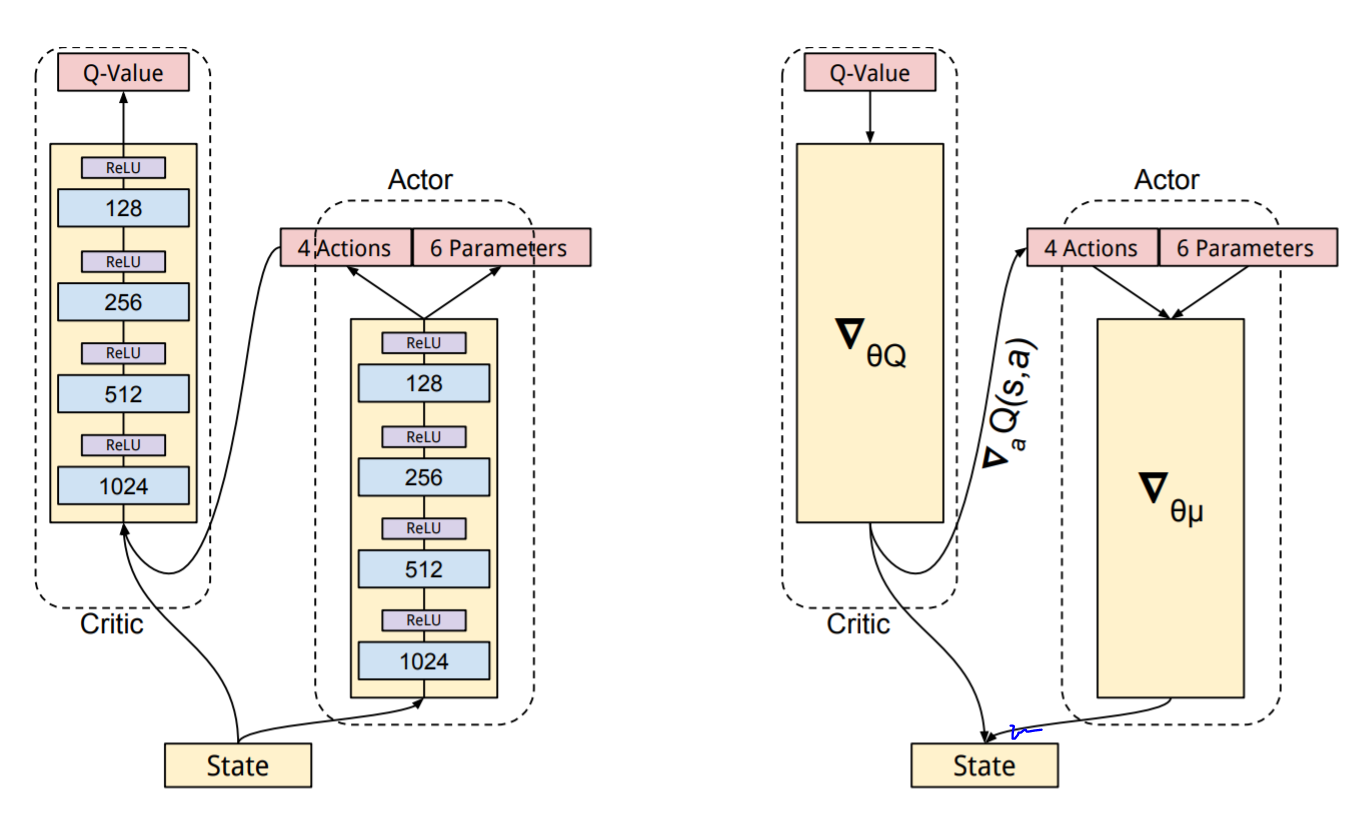 Q-Value
ReLU
128
ReLU
256
ReLU
512
ReLU
1024
Critic
Actor
4 Actions
6 Parameters
ReLU
128
ReLU
256
ReLU
512
ReLU
1024
State
Q-Value
∇θQ
Critic
∇a Q(s,a)
Actor
4 Actions
6 Parameters
∇θμ
State